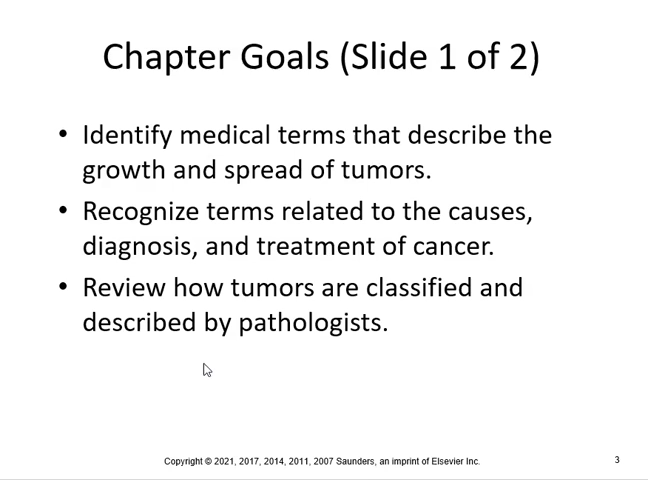 Chapter Goals (Slide 1 of 2)
• Identify medical terms that describe the
growth and spread of tumors.
• Recognize terms related to the causes,
diagnosis, and treatment of cancer.
• Review how tumors are classified and
described by pathologists.
Copyright © 2021, 2017, 2014, 2011, 2007 Saunders, an imprint of Elsevier Inc.
3